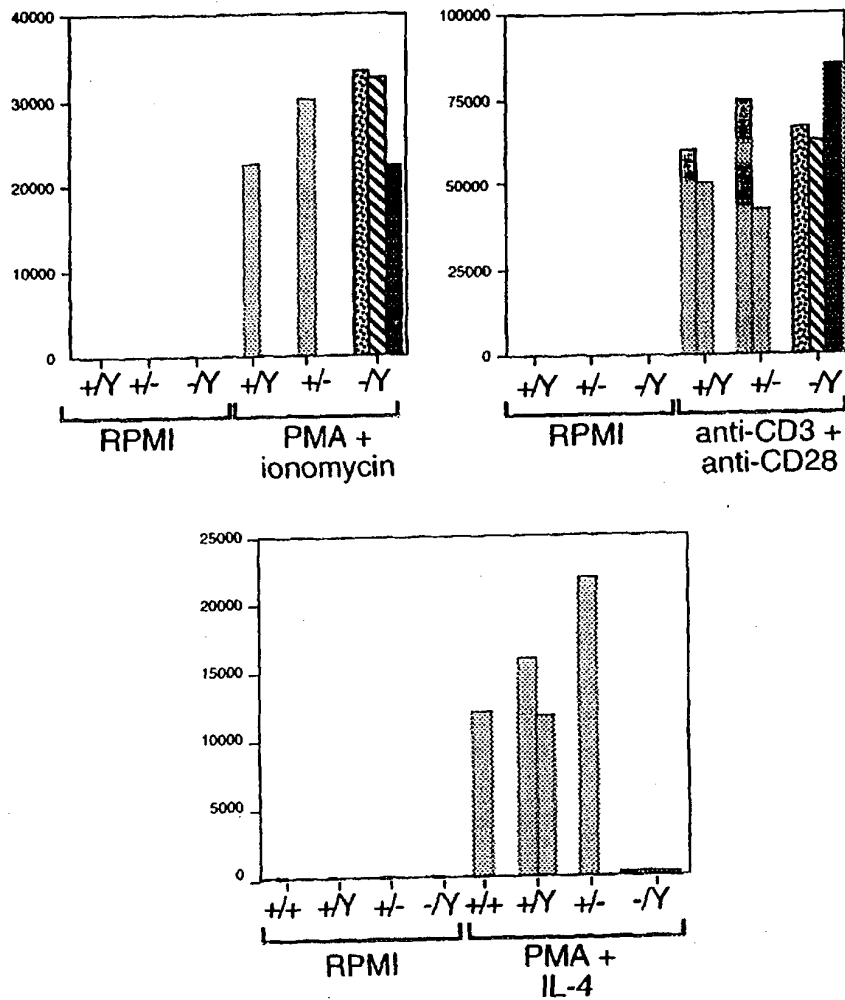 40000
30000
20000
10000
0
+/Y +/- -/Y +/Y +/- -/Y
RPMI PMA +
ionomycin
100000
75000
50000
25000
0
+/Y +/- -/Y +/Y +/- -/Y
RPMI anti-CD3 +
anti-CD28
25000
20000
15000
10000
5000
0
+/+ +/Y +/- -/Y +/+ +/Y +/- -/Y
RPMI PMA +
IL-4